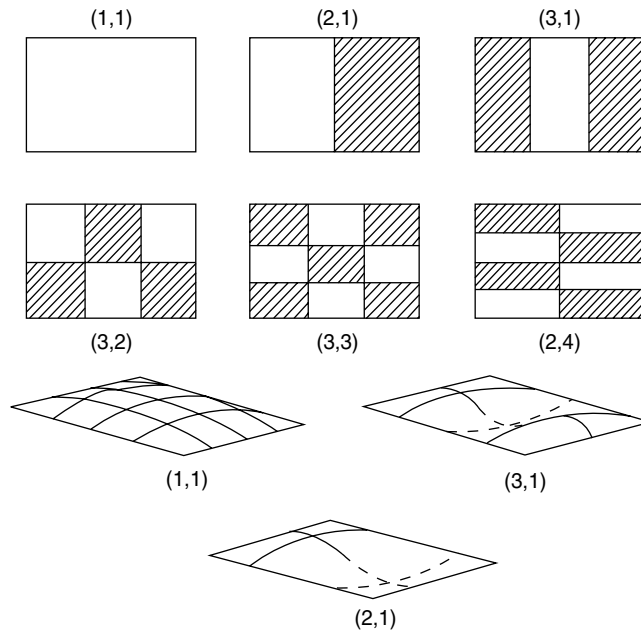 (1,1) (2,1) (3,1)
(3,2) (3,3) (2,4)
(1,1) (3,1)
(2,1)